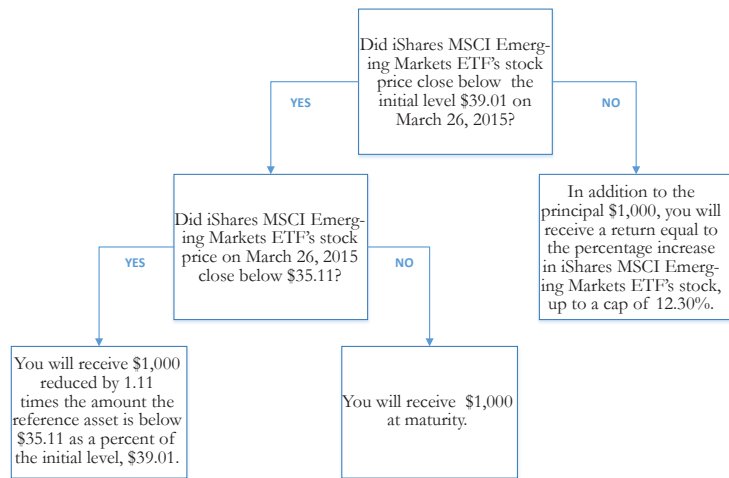 Did iShares MSCI Emerg-
ing Markets ETF's stock
price close below the
initial level $39.01 on
March 26, 2015?
YES
NO
Did iShares MSCI Emerg-
ing Markets ETF's stock
price on March 26, 2015
close below $35.11?
In addition to the
principal $1,000, you will
receive a return equal to
the percentage increase
in iShares MSCI Emerg-
ing Markets ETF's stock,
up to a cap of 12.30%.
YES
NO
You will receive $1,000
reduced by 1.11
times the amount the
reference asset is below
$35.11 as a percent of
the initial level, $39.01.
You will receive $1,000
at maturity.